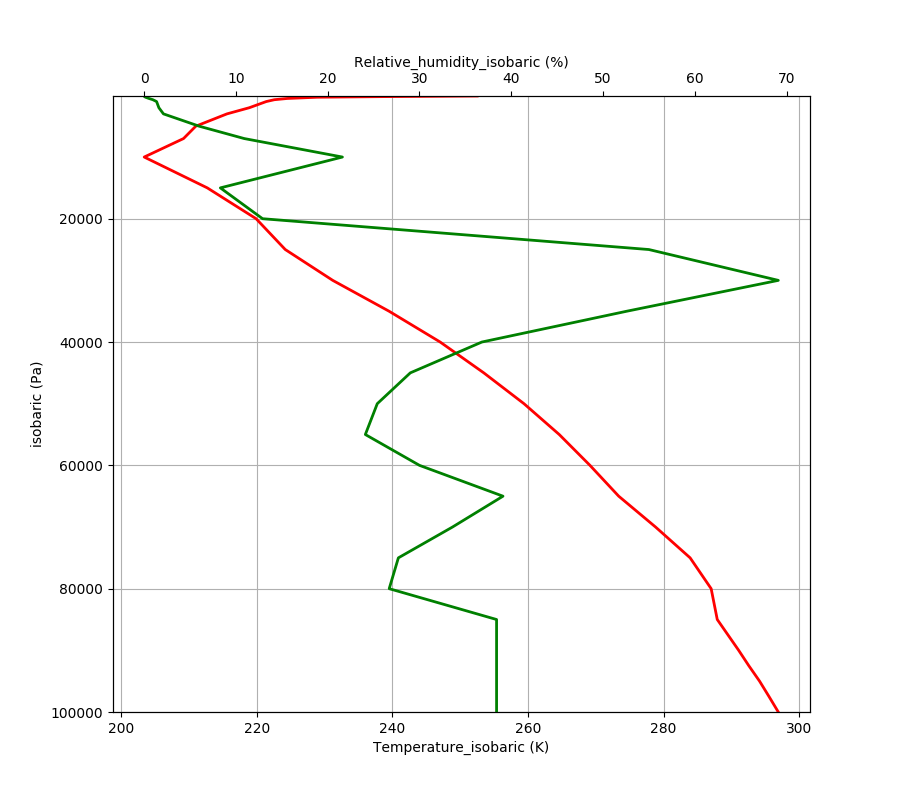 Relative_humidity_isobaric (%)
0 10 20 30 40 50 60 70
isobaric (Pa)
20000
40000
60000
80000
100000
200 220 240 260 280 300
Temperature_isobaric (K)